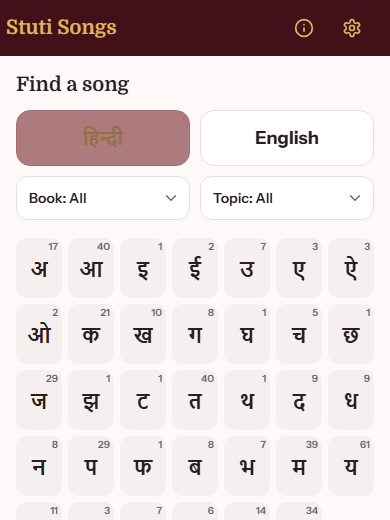 Stuti Songs
Find a song
हिन्दी English
Book: All Topic: All
17 40 1 2 7 3 3
अ आ इ ई उ ए ऐ
2 21 10 8 1 5 1
ओ क ख ग घ च छ
29 1 1 40 1 9 9
ज झ ट त थ द ध
8 29 1 8 7 39 61
न प फ ब भ म य
11 3 7 6 14 34